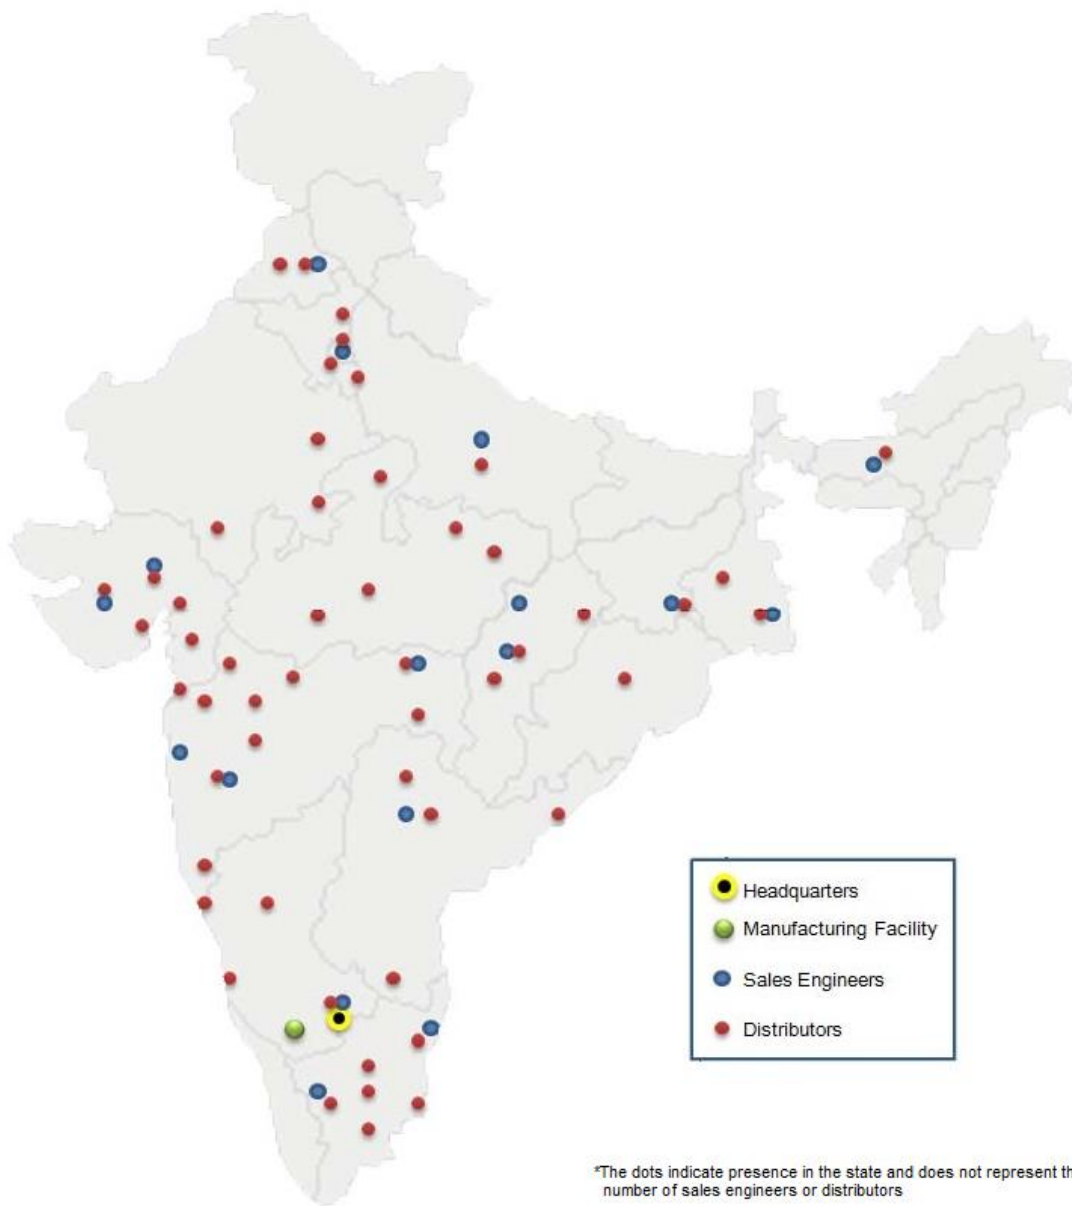 Headquarters
Manufacturing Facility
Sales Engineers
Distributors
*The dots indicate presence in the state and does not represent th
number of sales engineers or distributors